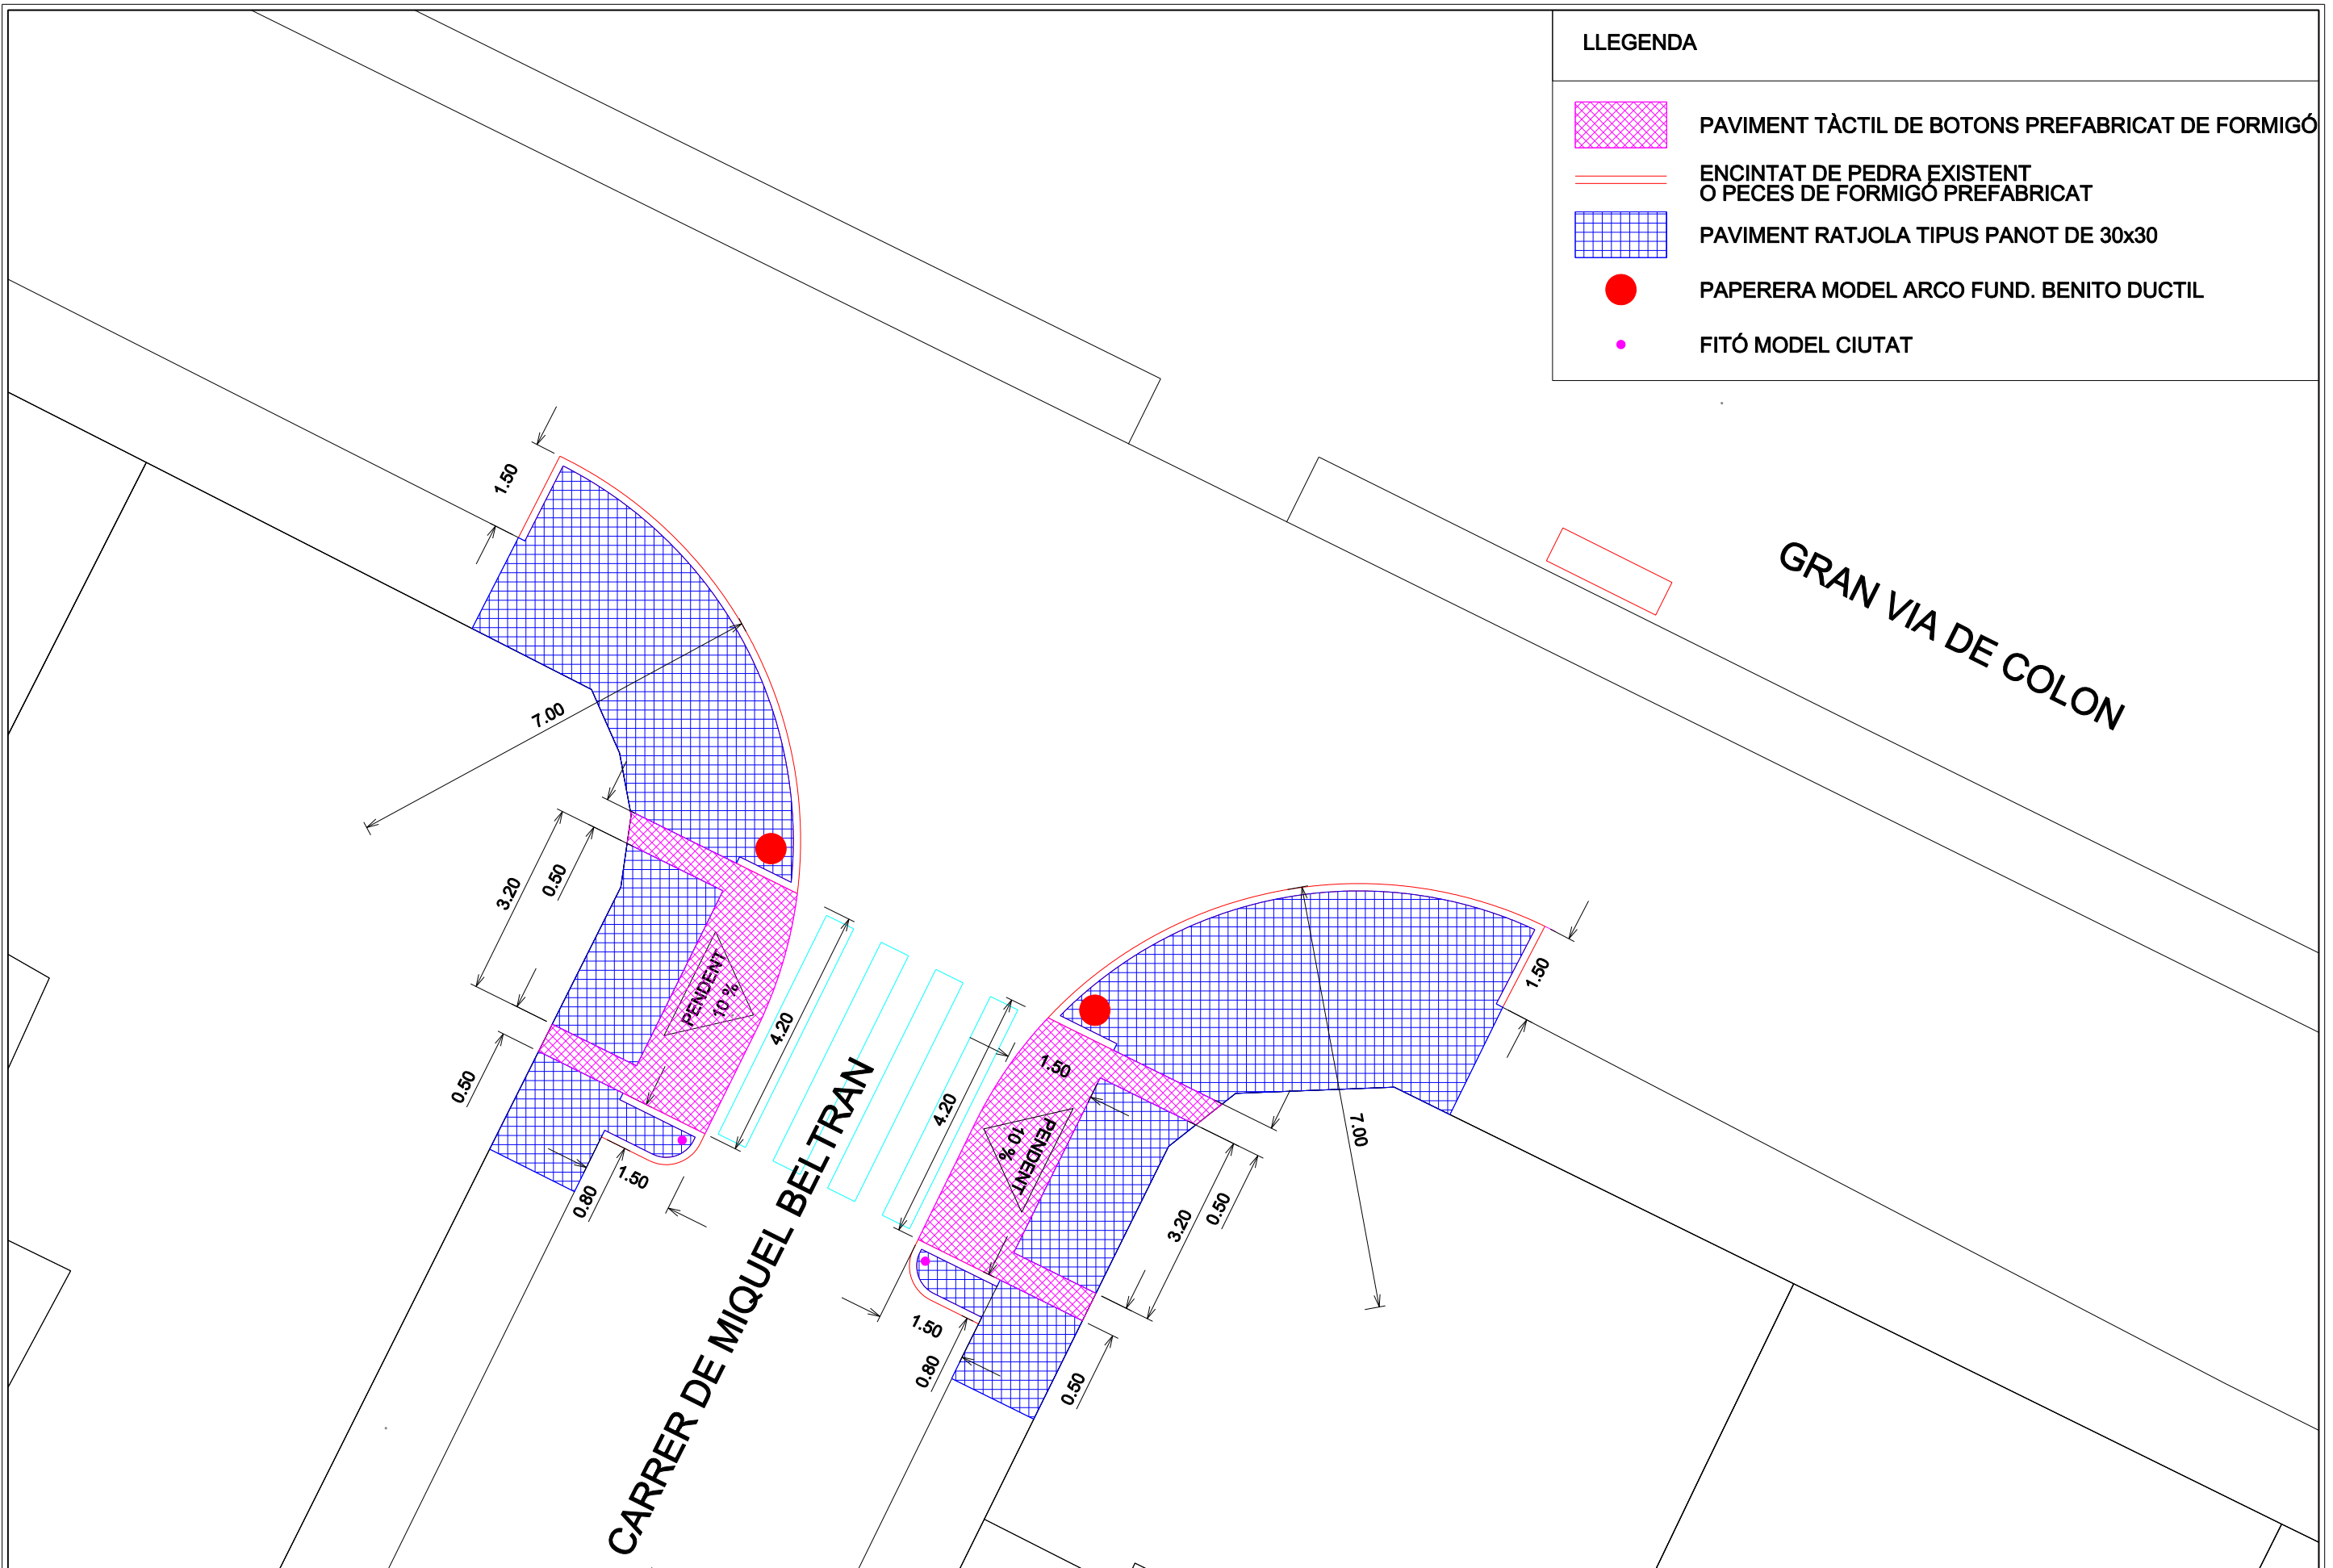 LLEGENDA
PAVIMENT TÀCTIL DE BOTONS PREFABRICAT DE FORMIGÓ
ENCINTAT DE PEDRA EXISTENT
O PECES DE FORMIGÓ PREFABRICAT
PAVIMENT RATJOLA TIPUS PANOT DE 30x30
PAPERERA MODEL ARCO FUND. BENITO DUCTIL
FITÓ MODEL CIUTAT
GRAN VIA DE COLON
1.50
7.00
3.20
0.50
PENDENT
10 %
4.20
0.50
0.80
1.50
CARRER DE MIQUEL BELTRAN
4.20
1.50
1.50
PENDENT
10 %
7.00
3.20
0.50
1.50
0.80
0.50